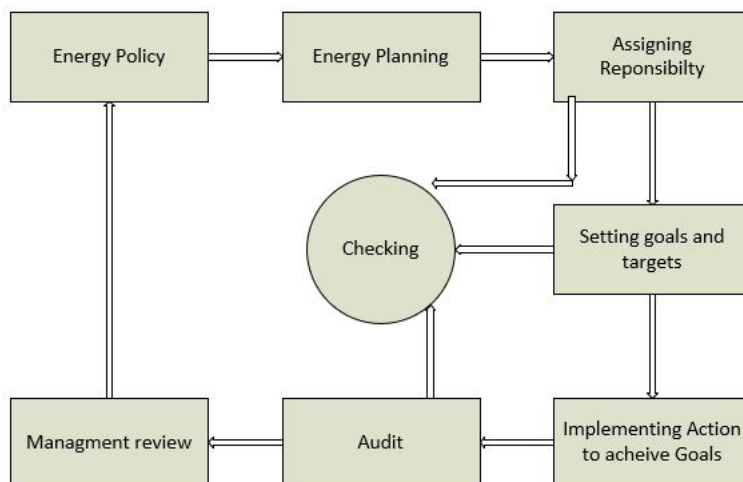 Energy Policy
Energy Planning
Assigning
Reponsibilty
Checking
Setting goals and
targets
Managment review
Audit
Implementing Action
to acheive Goals